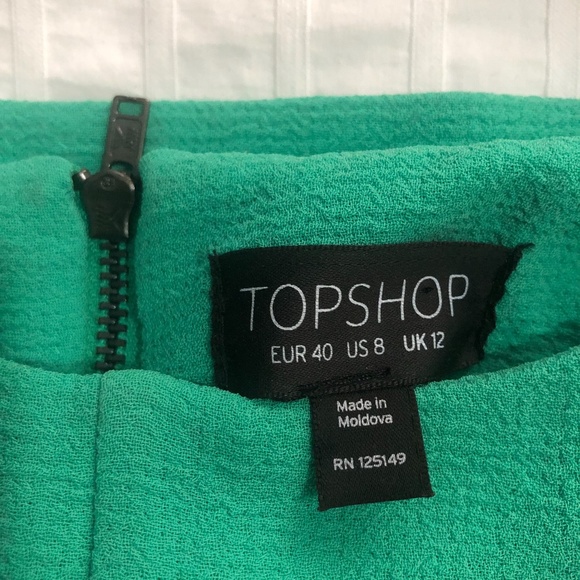 TOPSHOP
EUR 40 US 8 UK 12
Made in
Moldova
RN 125149